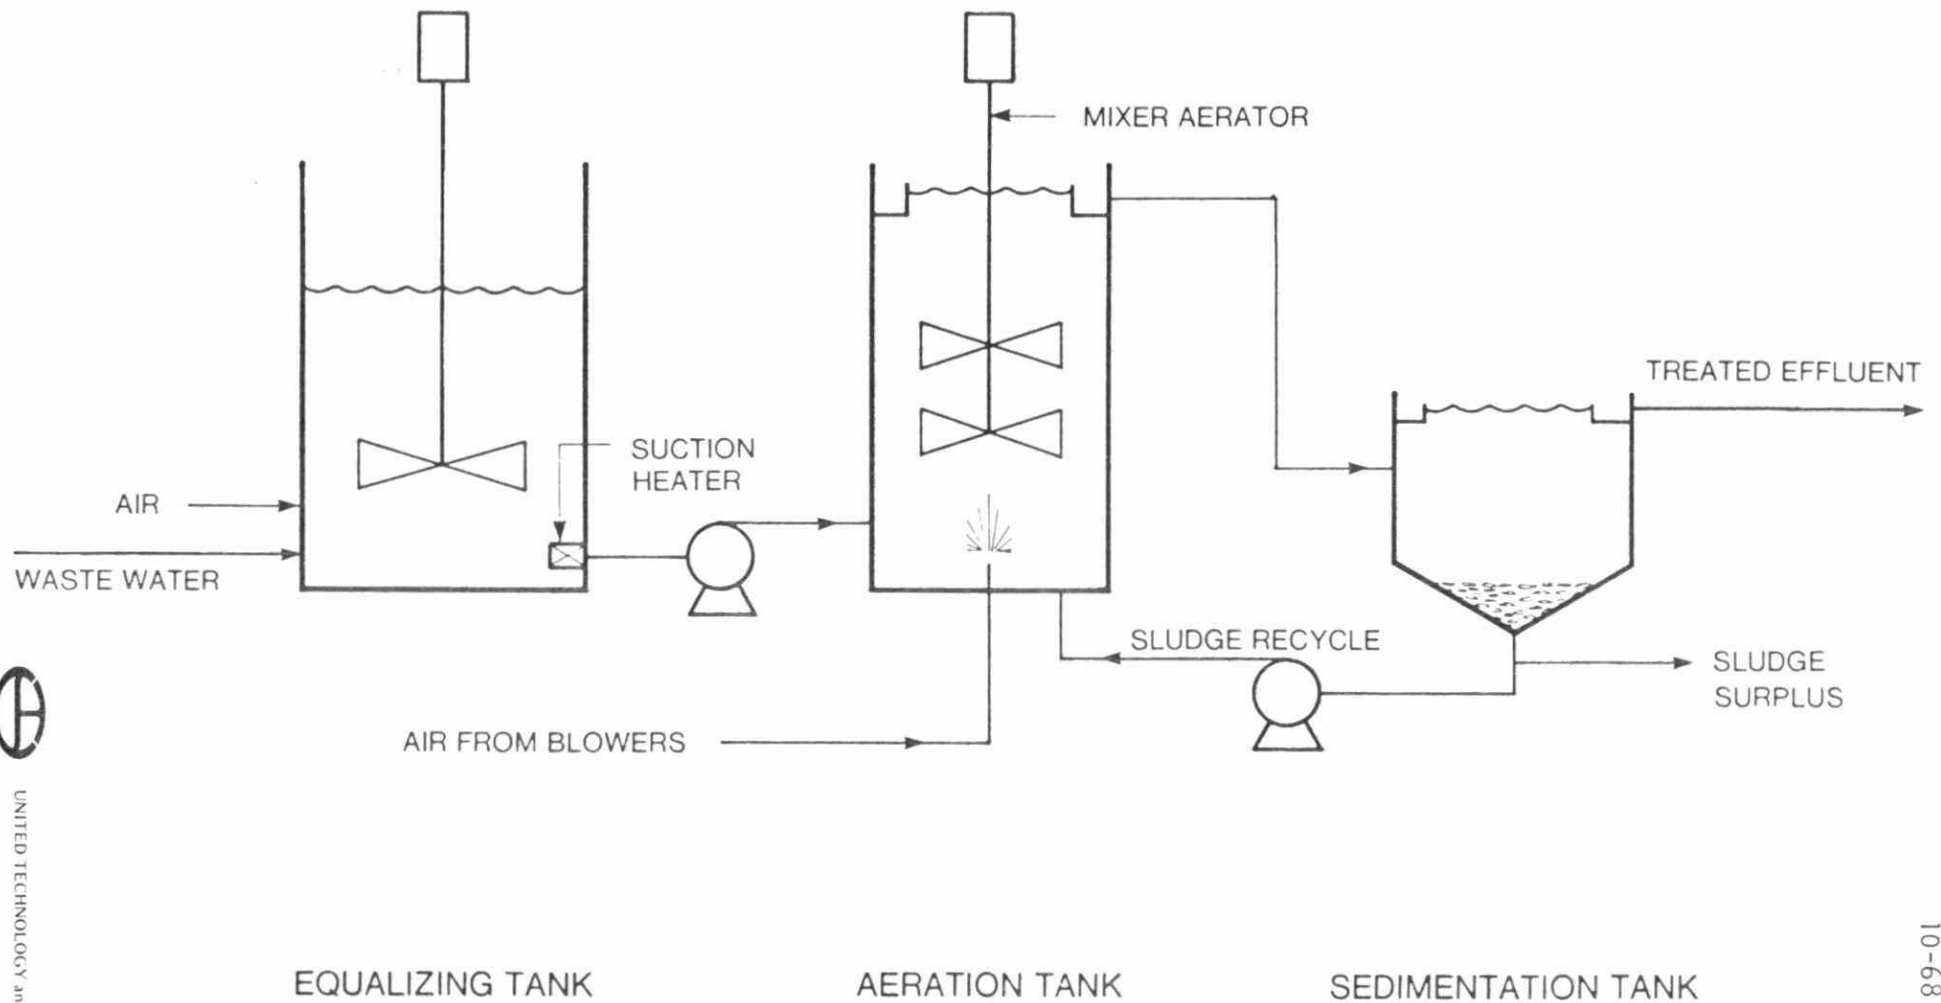 MIXER AERATOR
TREATED EFFLUENT
SUCTION
HEATER
AIR
WASTE WATER
SLUDGE RECYCLE
SLUDGE
SURPLUS
AIR FROM BLOWERS
UNITED TECHNOLOGY an
10-68
EQUALIZING TANK
AERATION TANK
SEDIMENTATION TANK